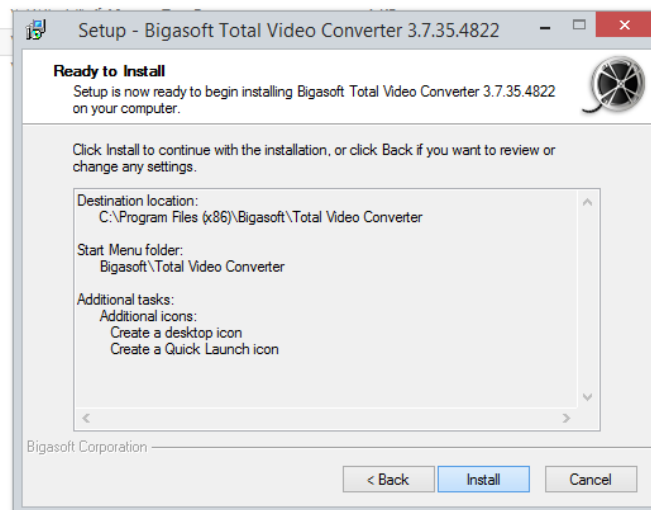 Setup - Bigasoft Total Video Converter 3.7.35.4822
Ready to Install
Setup is now ready to begin installing Bigasoft Total Video Converter 3.7.35.4822
on your computer.
Click Install to continue with the installation, or click Back if you want to review or
change any settings.
Destination location:
C:\Program Files (x86)\Bigasoft\Total Video Converter
Start Menu folder:
Bigasoft\Total Video Converter
Additional tasks:
Additional icons:
Create a desktop icon
Create a Quick Launch icon
Bigasoft Corporation
< Back Install Cancel